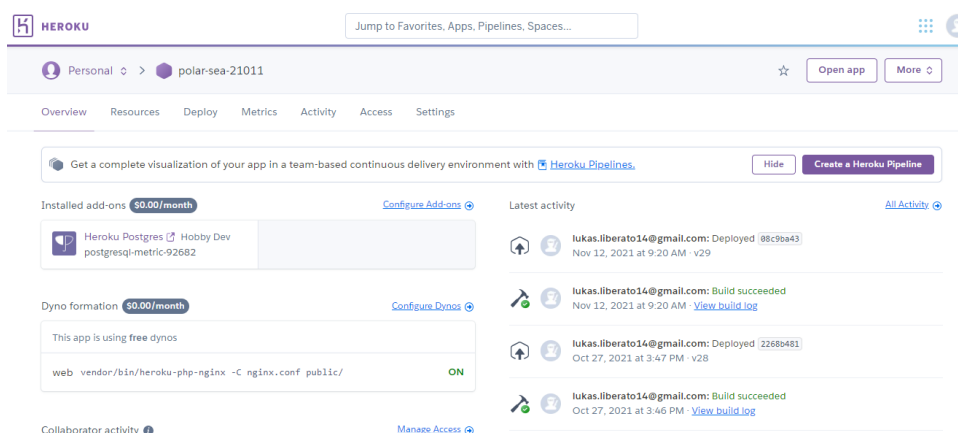 HEROKU
Jump to Favorites, Apps, Pipelines, Spaces...
Personal > polar-sea-21011
Open app
More
Overview Resources Deploy Metrics Activity Access Settings
Get a complete visualization of your app in a team-based continuous delivery environment with Heroku Pipelines.
Hide
Create a Heroku Pipeline
Installed add-ons $0.00/month
Configure Add-ons
Heroku Postgres Hobby Dev
postgresql-metric-92682
Dyno formation $0.00/month
Configure Dynos
This app is using free dynos
web vendor/bin/heroku-php-nginx -C nginx.conf public/ ON
Collaborator activity
Manage Access
Latest activity
All Activity
lukas.liberato14@gmail.com: Deployed 08c9ba43
Nov 12, 2021 at 9:20 AM · v29
lukas.liberato14@gmail.com: Build succeeded
Nov 12, 2021 at 9:20 AM · View build log
lukas.liberato14@gmail.com: Deployed 2268b481
Oct 27, 2021 at 3:47 PM · v28
lukas.liberato14@gmail.com: Build succeeded
Oct 27, 2021 at 3:46 PM · View build log